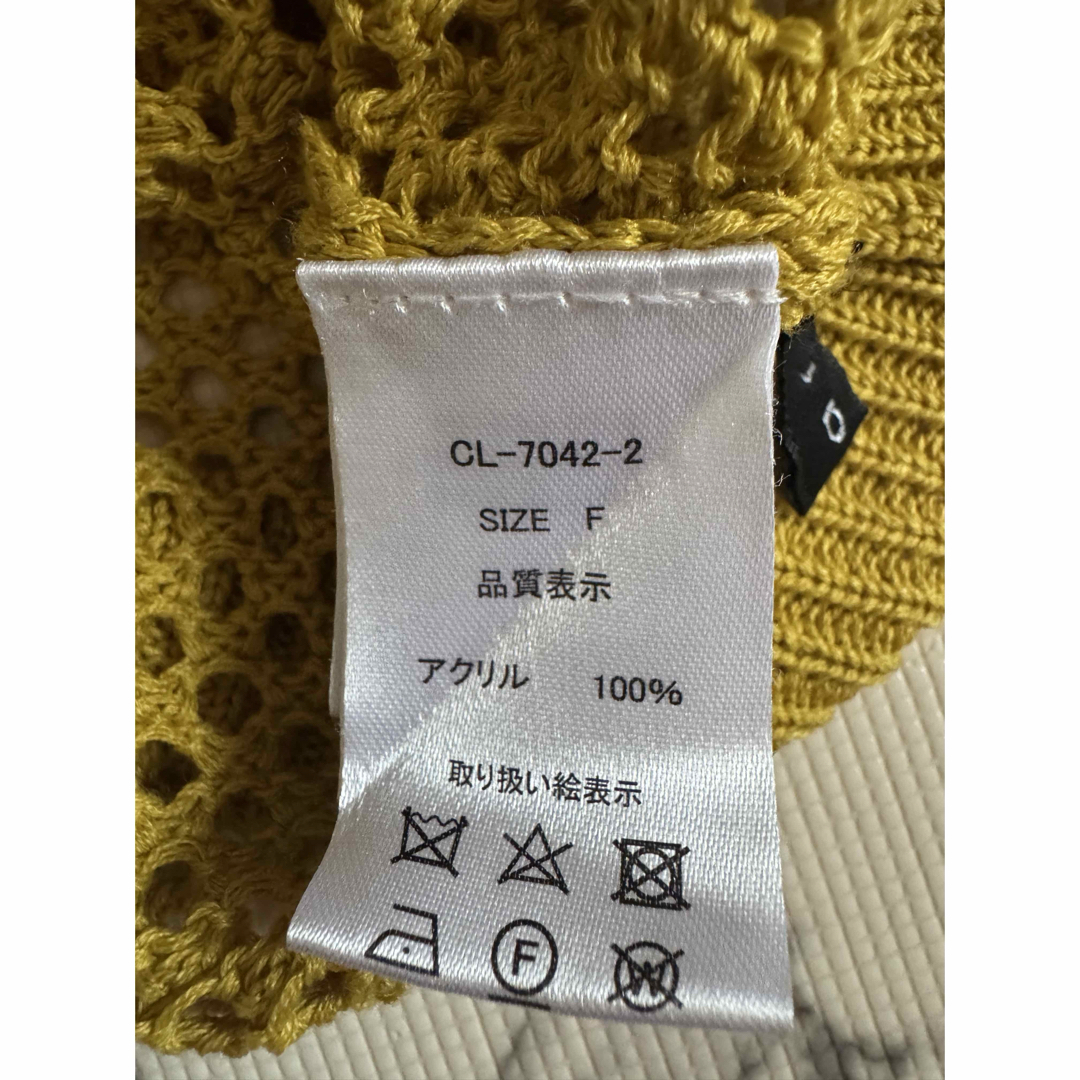 CL-7042-2
SIZE F
品質表示
アクリル 100%
取り扱い絵表示
F
W